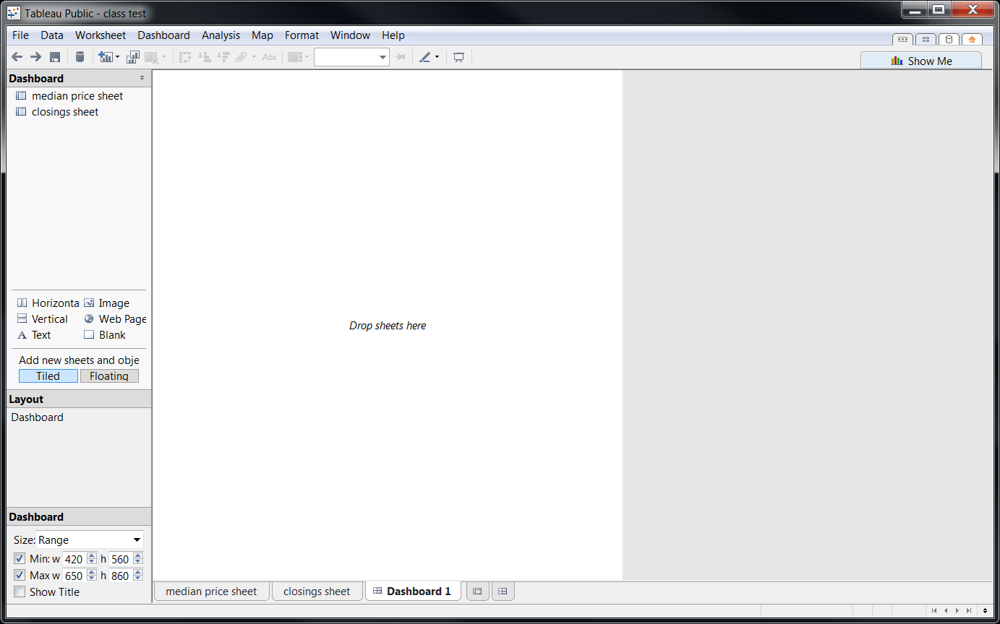 Tableau Public - class test
File Data Worksheet Dashboard Analysis Map Format Window Help
Abc
Show Me
Dashboard
median price sheet
closings sheet
Drop sheets here
Horizonta Image
Vertical Web Page
Text Blank
Add new sheets and obje
Tiled Floating
Layout
Dashboard
Dashboard
Size: Range
Min: w 420 h 560
Max w 650 h 860
Show Title
median price sheet closings sheet Dashboard 1